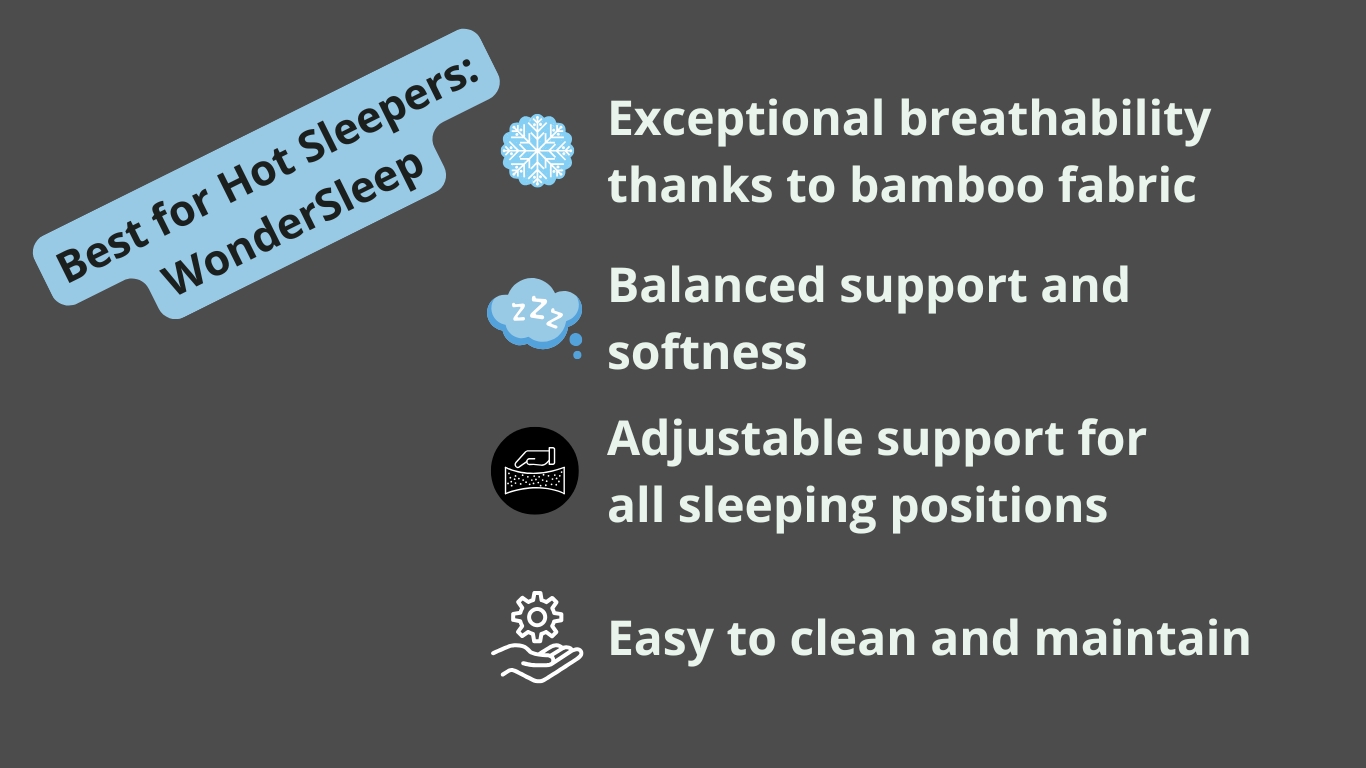 Best for Hot Sleepers:
WonderSleep
Exceptional breathability
thanks to bamboo fabric
zzz
Balanced support and
softness
Adjustable support for
all sleeping positions
Easy to clean and maintain